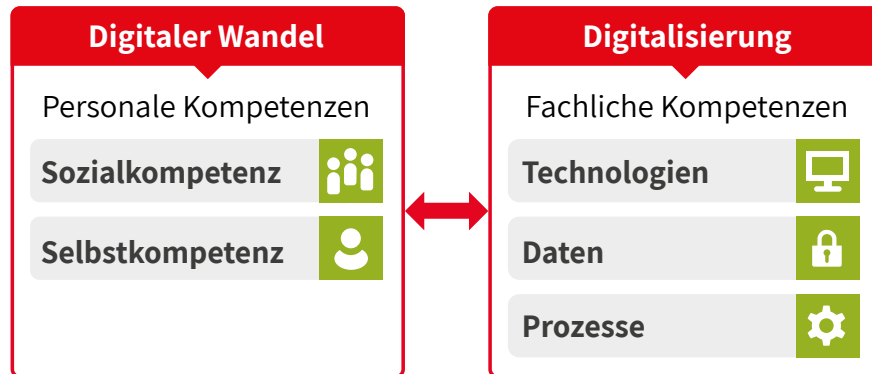 Digitaler Wandel
Personale Kompetenzen
Sozialkompetenz
Selbstkompetenz
Digitalisierung
Fachliche Kompetenzen
Technologien
Daten
Prozesse